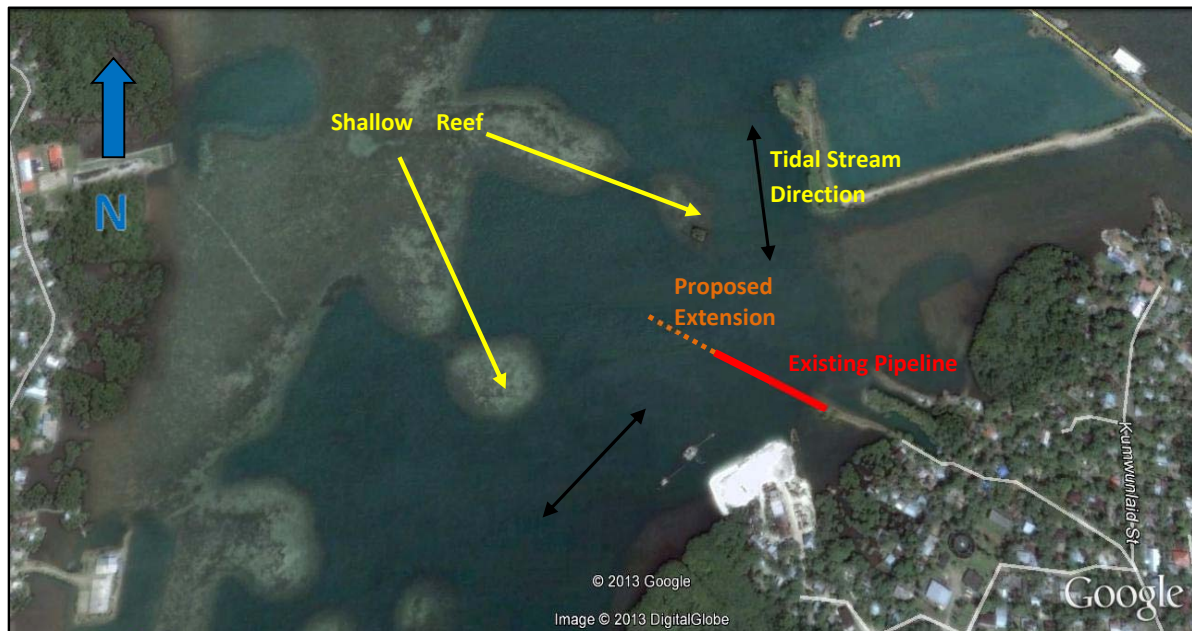 Shallow Reef
Tidal Stream
Direction
N
Proposed
Extension
Existing Pipeline
Kumwunlaid St
© 2013 Google
Image © 2013 DigitalGlobe
Google